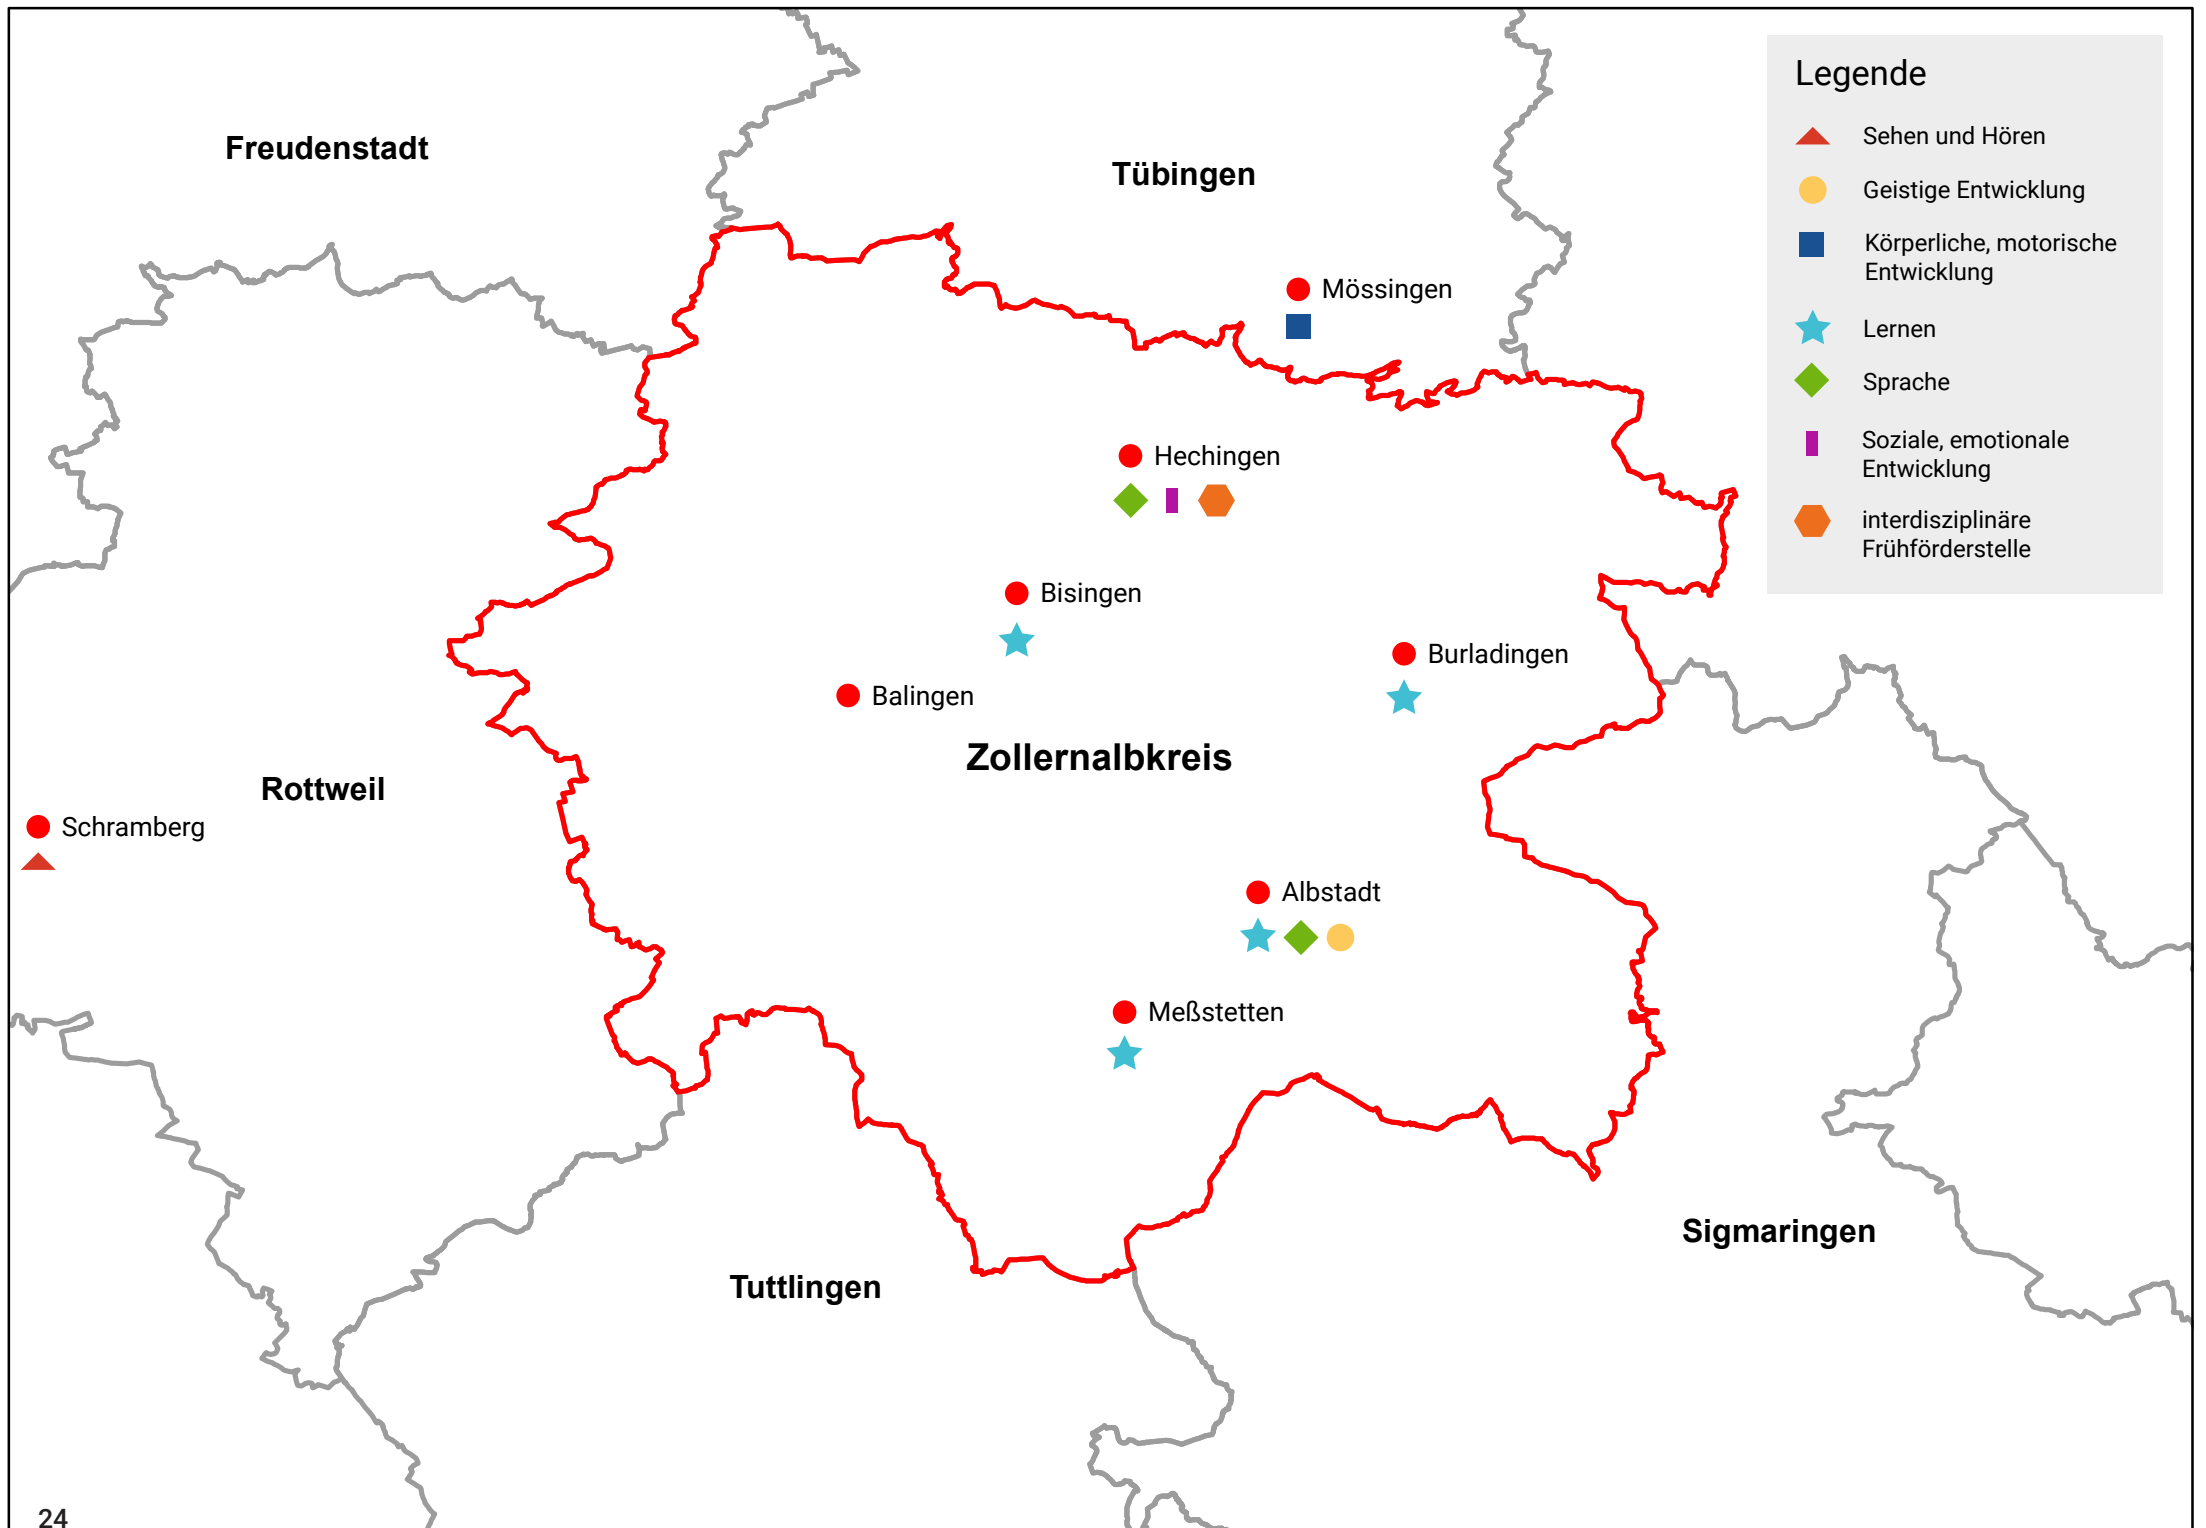 Freudenstadt
Tübingen
Mössingen
Hechingen
Bisingen
Burladingen
Balingen
Zollernalbkreis
Rottweil
Schramberg
Albstadt
Meßstetten
Sigmaringen
Tuttlingen
Legende
Sehen und Hören
Geistige Entwicklung
Körperliche, motorische
Entwicklung
Lernen
Sprache
Soziale, emotionale
Entwicklung
interdisziplinäre
Frühförderstelle
24